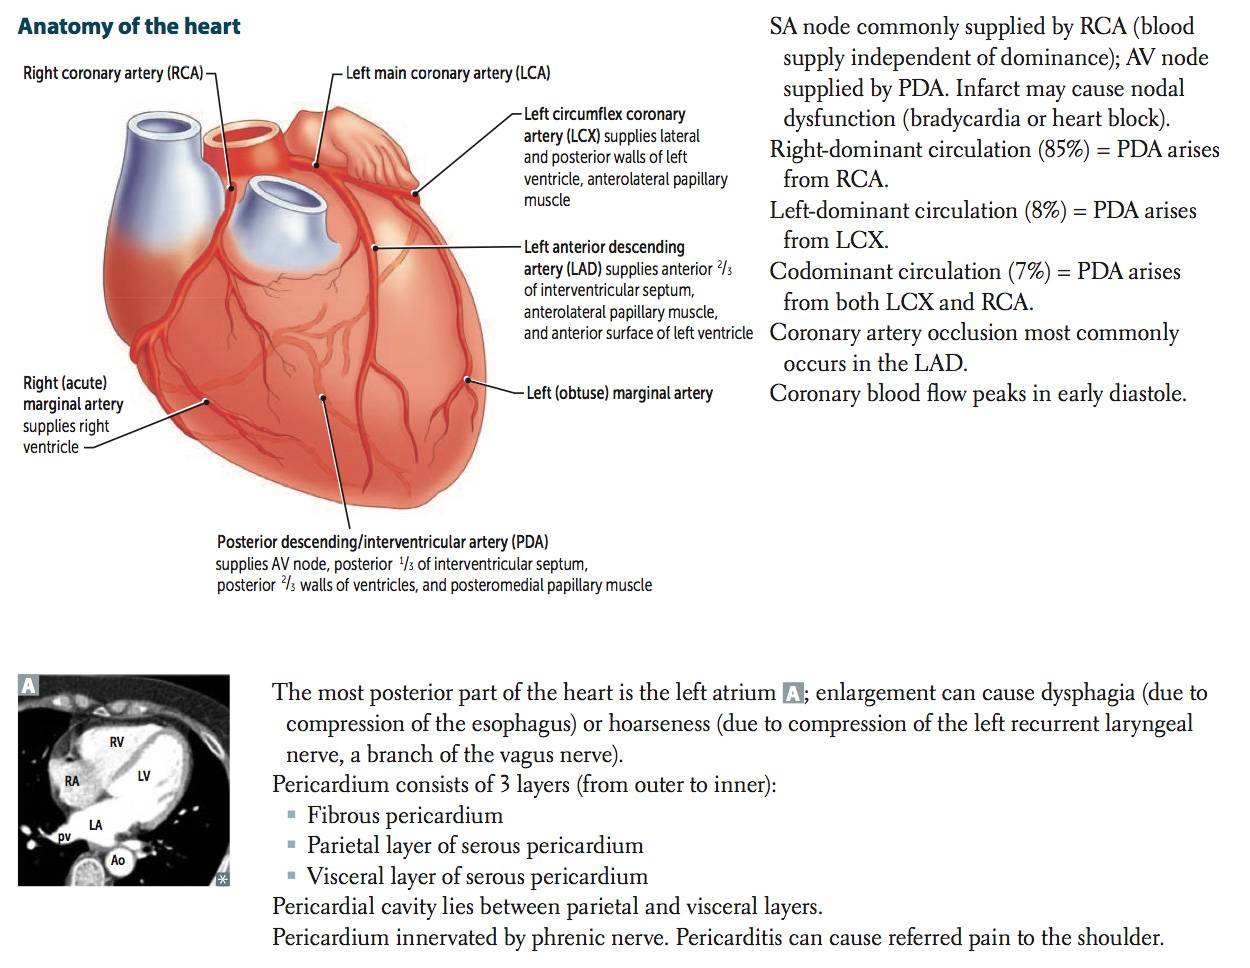 Anatomy of the heart
Right coronary artery (RCA)
Left main coronary artery (LCA)
Left circumflex coronary
artery (LCX) supplies lateral
and posterior walls of left
ventricle, anterolateral papillary
muscle
Left anterior descending
artery (LAD) supplies anterior 2/3
of interventricular septum,
anterolateral papillary muscle,
and anterior surface of left ventricle
Left (obtuse) marginal artery
Right (acute)
marginal artery
supplies right
ventricle
Posterior descending/interventricular artery (PDA)
supplies AV node, posterior 1/3 of interventricular septum,
posterior 2/3 walls of ventricles, and posteromedial papillary muscle
SA node commonly supplied by RCA (blood
supply independent of dominance); AV node
supplied by PDA. Infarct may cause nodal
dysfunction (bradycardia or heart block).
Right-dominant circulation (85%) = PDA arises
from RCA.
Left-dominant circulation (8%) = PDA arises
from LCX.
Codominant circulation (7%) = PDA arises
from both LCX and RCA.
Coronary artery occlusion most commonly
occurs in the LAD.
Coronary blood flow peaks in early diastole.
A
RV
RA
LV
LA
pv
Ao
*
The most posterior part of the heart is the left atrium A; enlargement can cause dysphagia (due to
compression of the esophagus) or hoarseness (due to compression of the left recurrent laryngeal
nerve, a branch of the vagus nerve).
Pericardium consists of 3 layers (from outer to inner):
▪ Fibrous pericardium
▪ Parietal layer of serous pericardium
▪ Visceral layer of serous pericardium
Pericardial cavity lies between parietal and visceral layers.
Pericardium innervated by phrenic nerve. Pericarditis can cause referred pain to the shoulder.